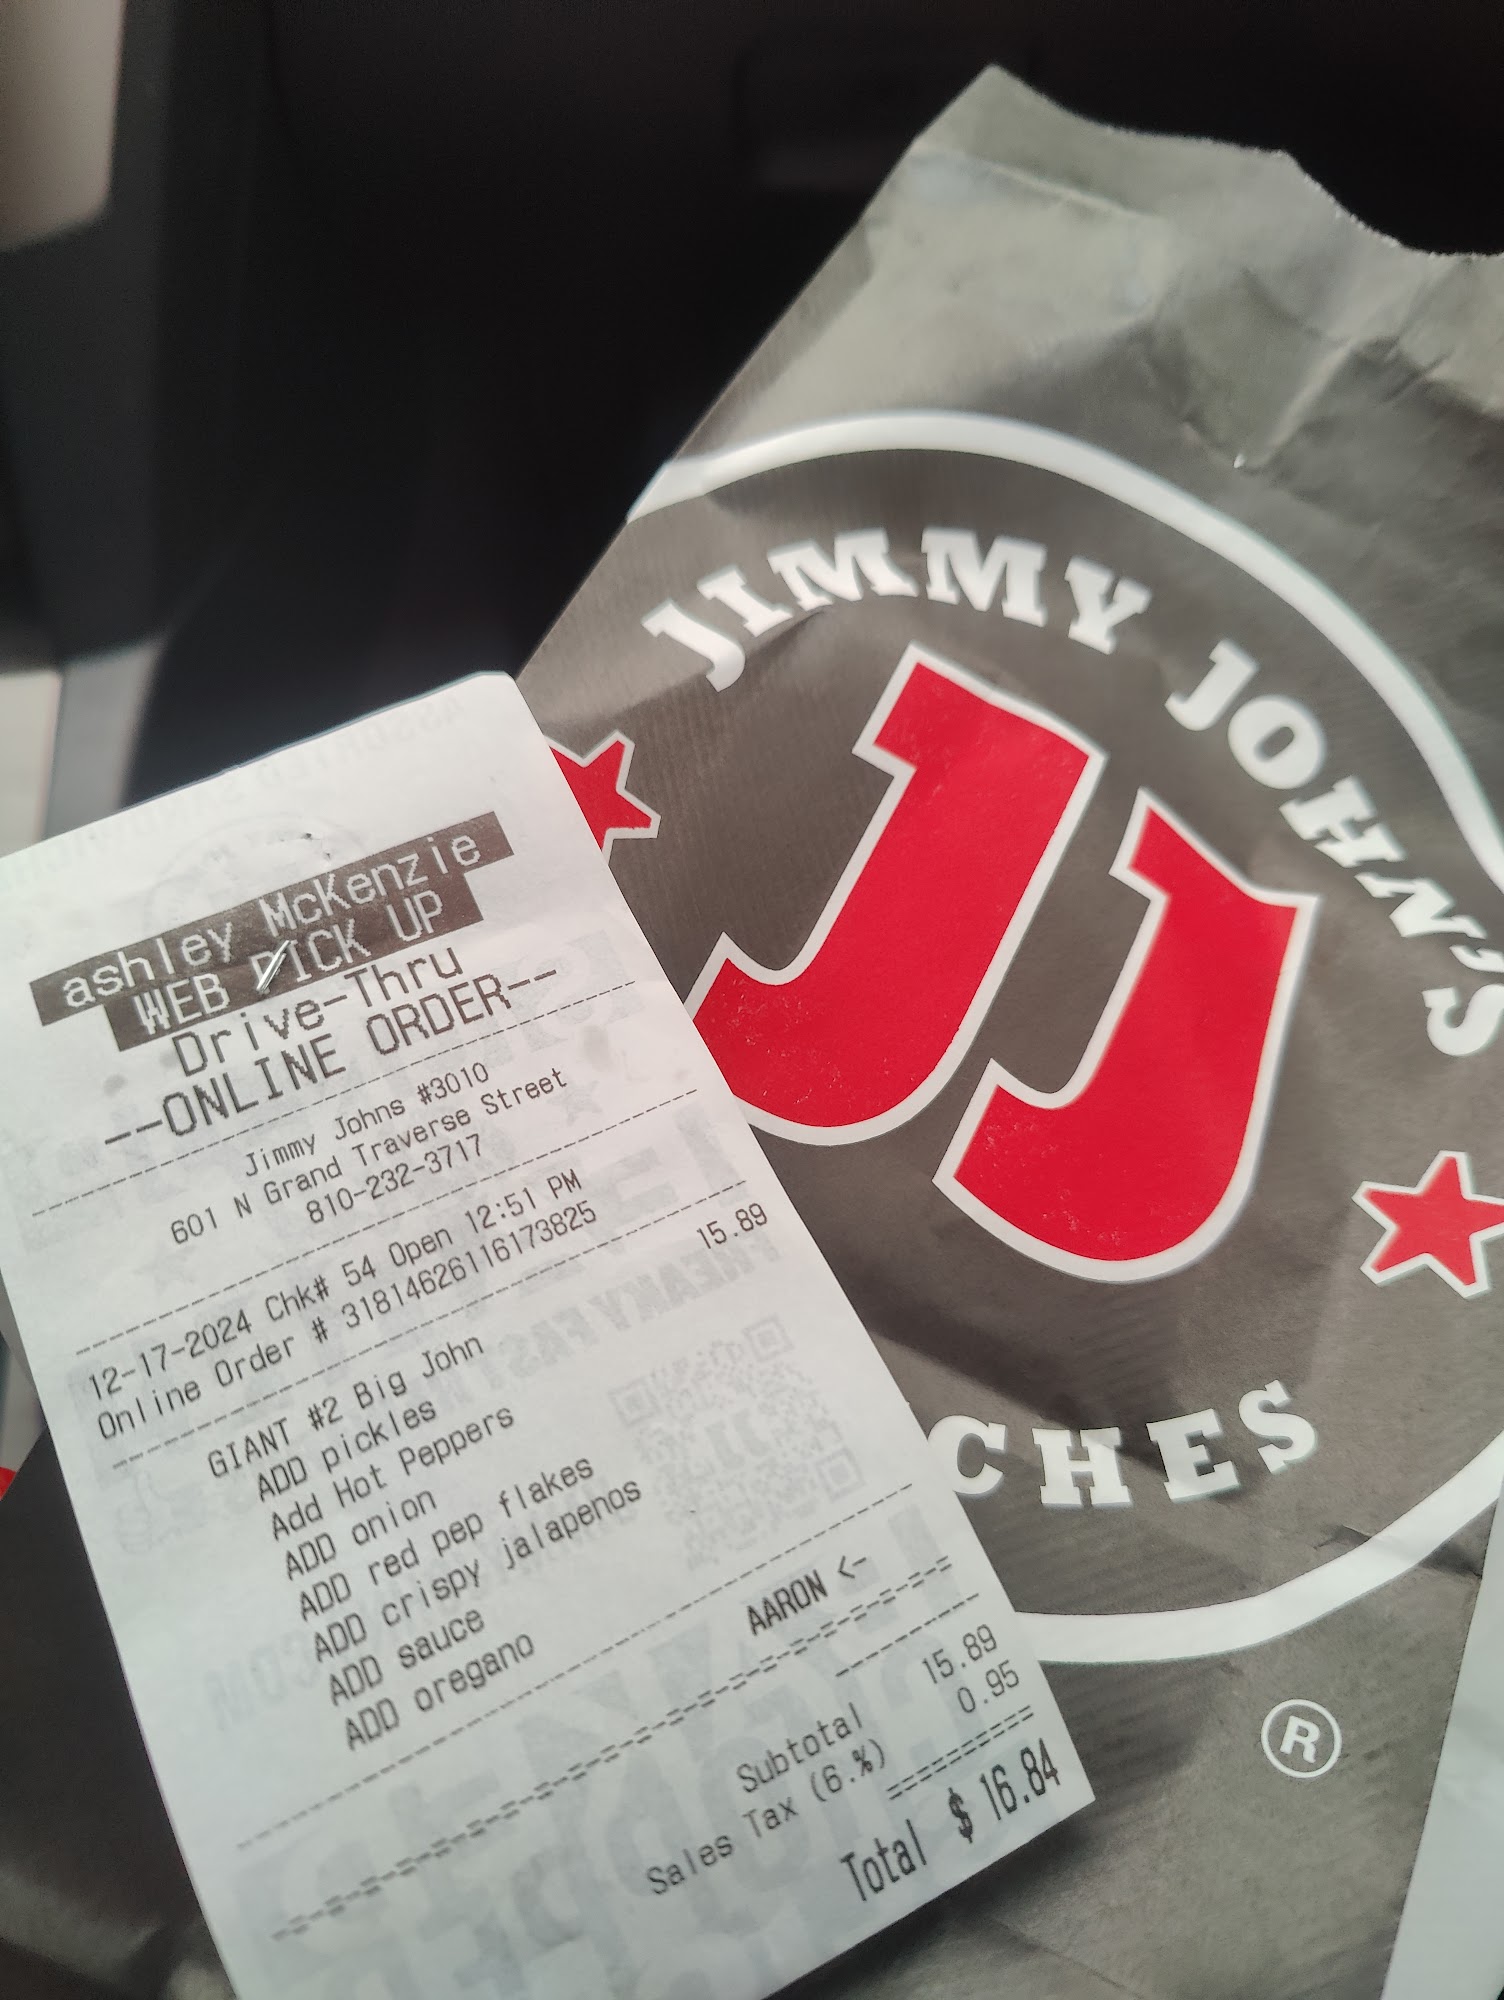 ashley McKenzie
WEB PICK UP
Drive-Thru
--ONLINE ORDER--
Jimmy Johns #3010
601 N Grand Traverse Street
810-232-3717
12-17-2024 Chk# 54 Open 12:51 PM
Online Order # 31814626116173825
GIANT #2 Big John 15.89
ADD pickles
Add Hot Peppers
ADD onion
ADD red pep flakes
ADD crispy jalapenos
ADD sauce
ADD oregano
AARON <-
Subtotal 15.89
Sales Tax (6.%) 0.95
Total $ 16.84
JIMMY JOHN'S
JJ
CHES
®